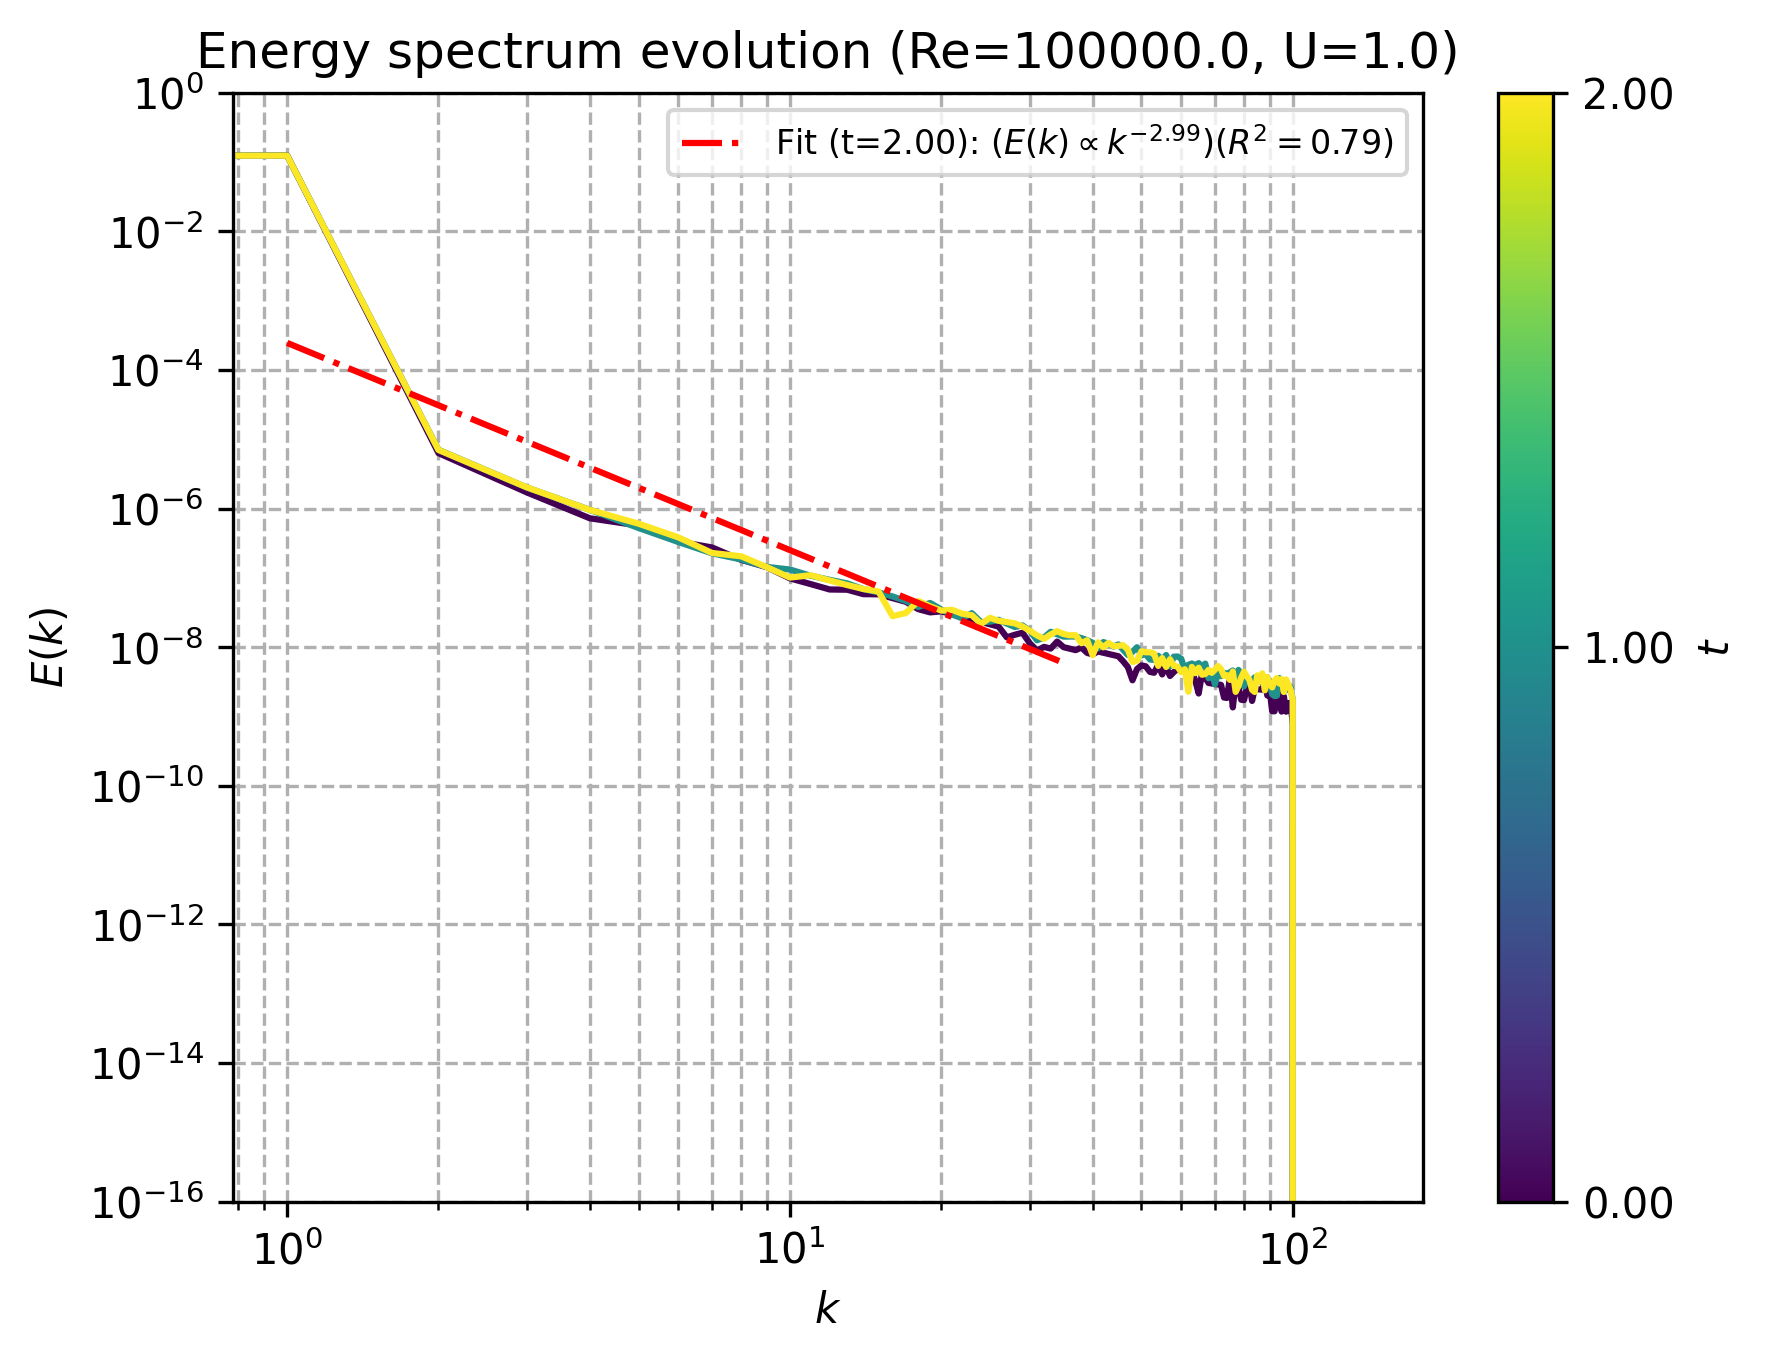 Energy spectrum evolution (Re=100000.0, U=1.0)
Fit (t=2.00): (E(k) ∝ k^{-2.99})(R^2 = 0.79)
10^0
10^{-2}
10^{-4}
10^{-6}
10^{-8}
10^{-10}
10^{-12}
10^{-14}
10^{-16}
E(k)
10^0 10^1 10^2
k
2.00
1.00
0.00
t